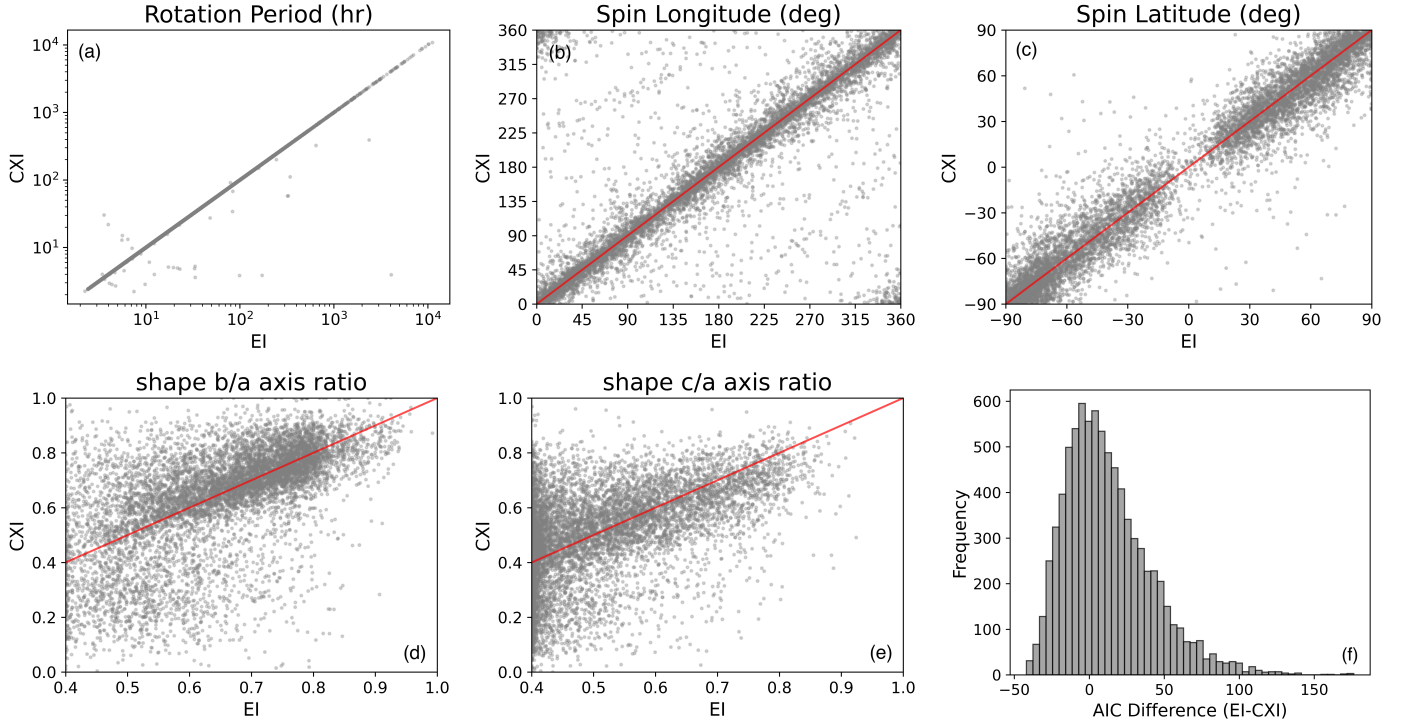 Rotation Period (hr)
(a)
10⁴
10³
10²
10¹
CXI
10¹ 10² 10³ 10⁴
EI
Spin Longitude (deg)
(b)
360
315
270
225
180
135
90
45
0
CXI
0 45 90 135 180 225 270 315 360
EI
Spin Latitude (deg)
(c)
90
60
30
0
−30
−60
−90
CXI
−90 −60 −30 0 30 60 90
EI
shape b/a axis ratio
1.0
0.8
0.6
0.4
0.2
0.0
CXI
(d)
0.4 0.5 0.6 0.7 0.8 0.9 1.0
EI
shape c/a axis ratio
1.0
0.8
0.6
0.4
0.2
0.0
CXI
(e)
0.4 0.5 0.6 0.7 0.8 0.9 1.0
EI
600
500
400
300
200
100
0
Frequency
(f)
−50 0 50 100 150
AIC Difference (EI-CXI)